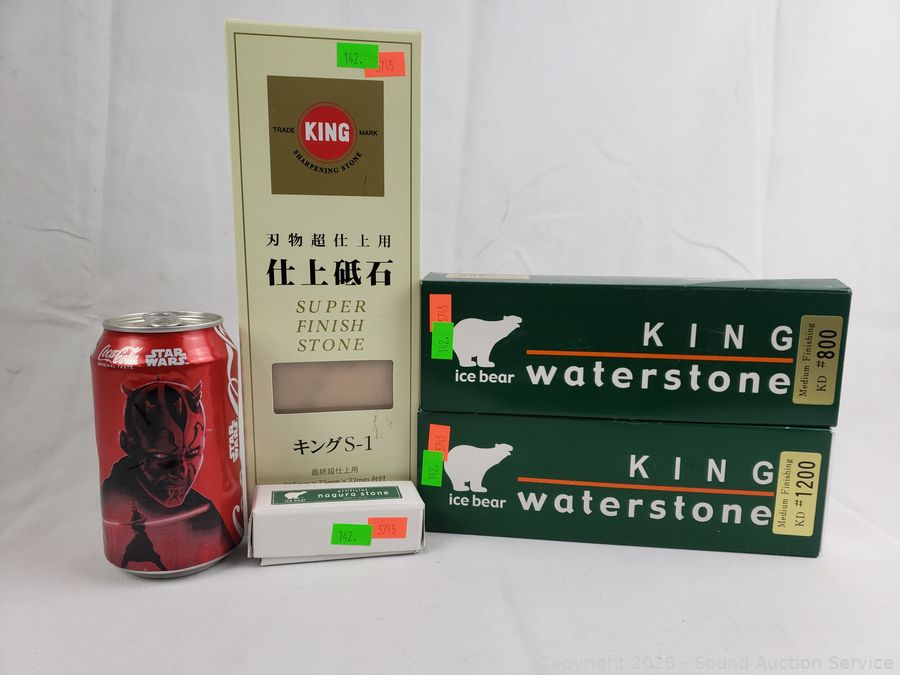 142.
5745
TRADE KING MARK
SHARPENING STONE
刃物超仕上用
仕上砥石
SUPER
FINISH
STONE
キングS-1
最終超仕上用
artificial
nagura stone
ice bear
142.
5745
Coca-Cola
ORIGINAL TASTE
STAR
WARS
5745
142.
ice bear
KING
waterstone
Medium Finishing
KD #800
5745
142.
ice bear
KING
waterstone
Medium Finishing
KD #1200
Copyright 2026 - Sound Auction Service